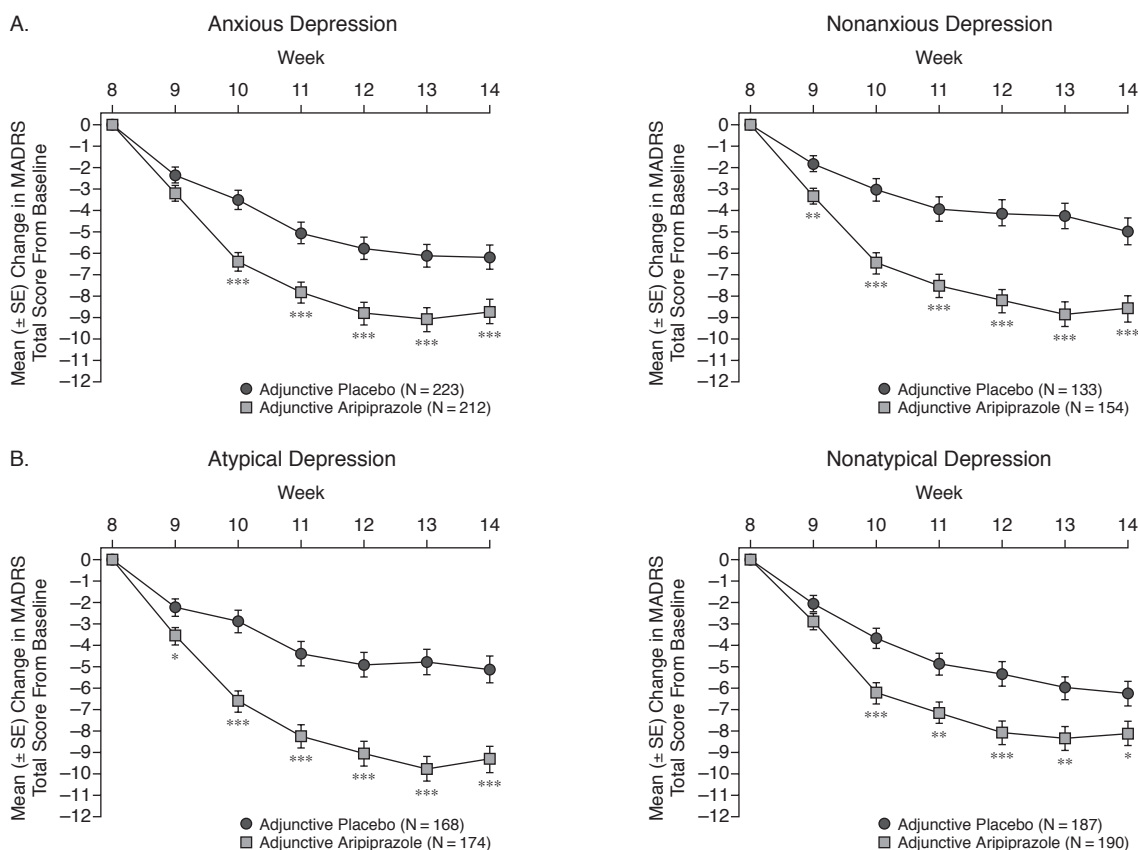 A.
Anxious Depression
Week
8 9 10 11 12 13 14
Mean (± SE) Change in MADRS
Total Score From Baseline
0
−1
−2
−3
−4
−5
−6
−7
−8
−9
−10
−11
−12
***
***
***
***
***
Adjunctive Placebo (N = 223)
Adjunctive Aripiprazole (N = 212)
Nonanxious Depression
Week
8 9 10 11 12 13 14
Mean (± SE) Change in MADRS
Total Score From Baseline
0
−1
−2
−3
−4
−5
−6
−7
−8
−9
−10
−11
−12
**
***
***
***
***
***
Adjunctive Placebo (N = 133)
Adjunctive Aripiprazole (N = 154)
B.
Atypical Depression
Week
8 9 10 11 12 13 14
Mean (± SE) Change in MADRS
Total Score From Baseline
0
−1
−2
−3
−4
−5
−6
−7
−8
−9
−10
−11
−12
*
***
***
***
***
***
Adjunctive Placebo (N = 168)
Adjunctive Aripiprazole (N = 174)
Nonatypical Depression
Week
8 9 10 11 12 13 14
Mean (± SE) Change in MADRS
Total Score From Baseline
0
−1
−2
−3
−4
−5
−6
−7
−8
−9
−10
−11
−12
***
**
***
**
*
Adjunctive Placebo (N = 187)
Adjunctive Aripiprazole (N = 190)